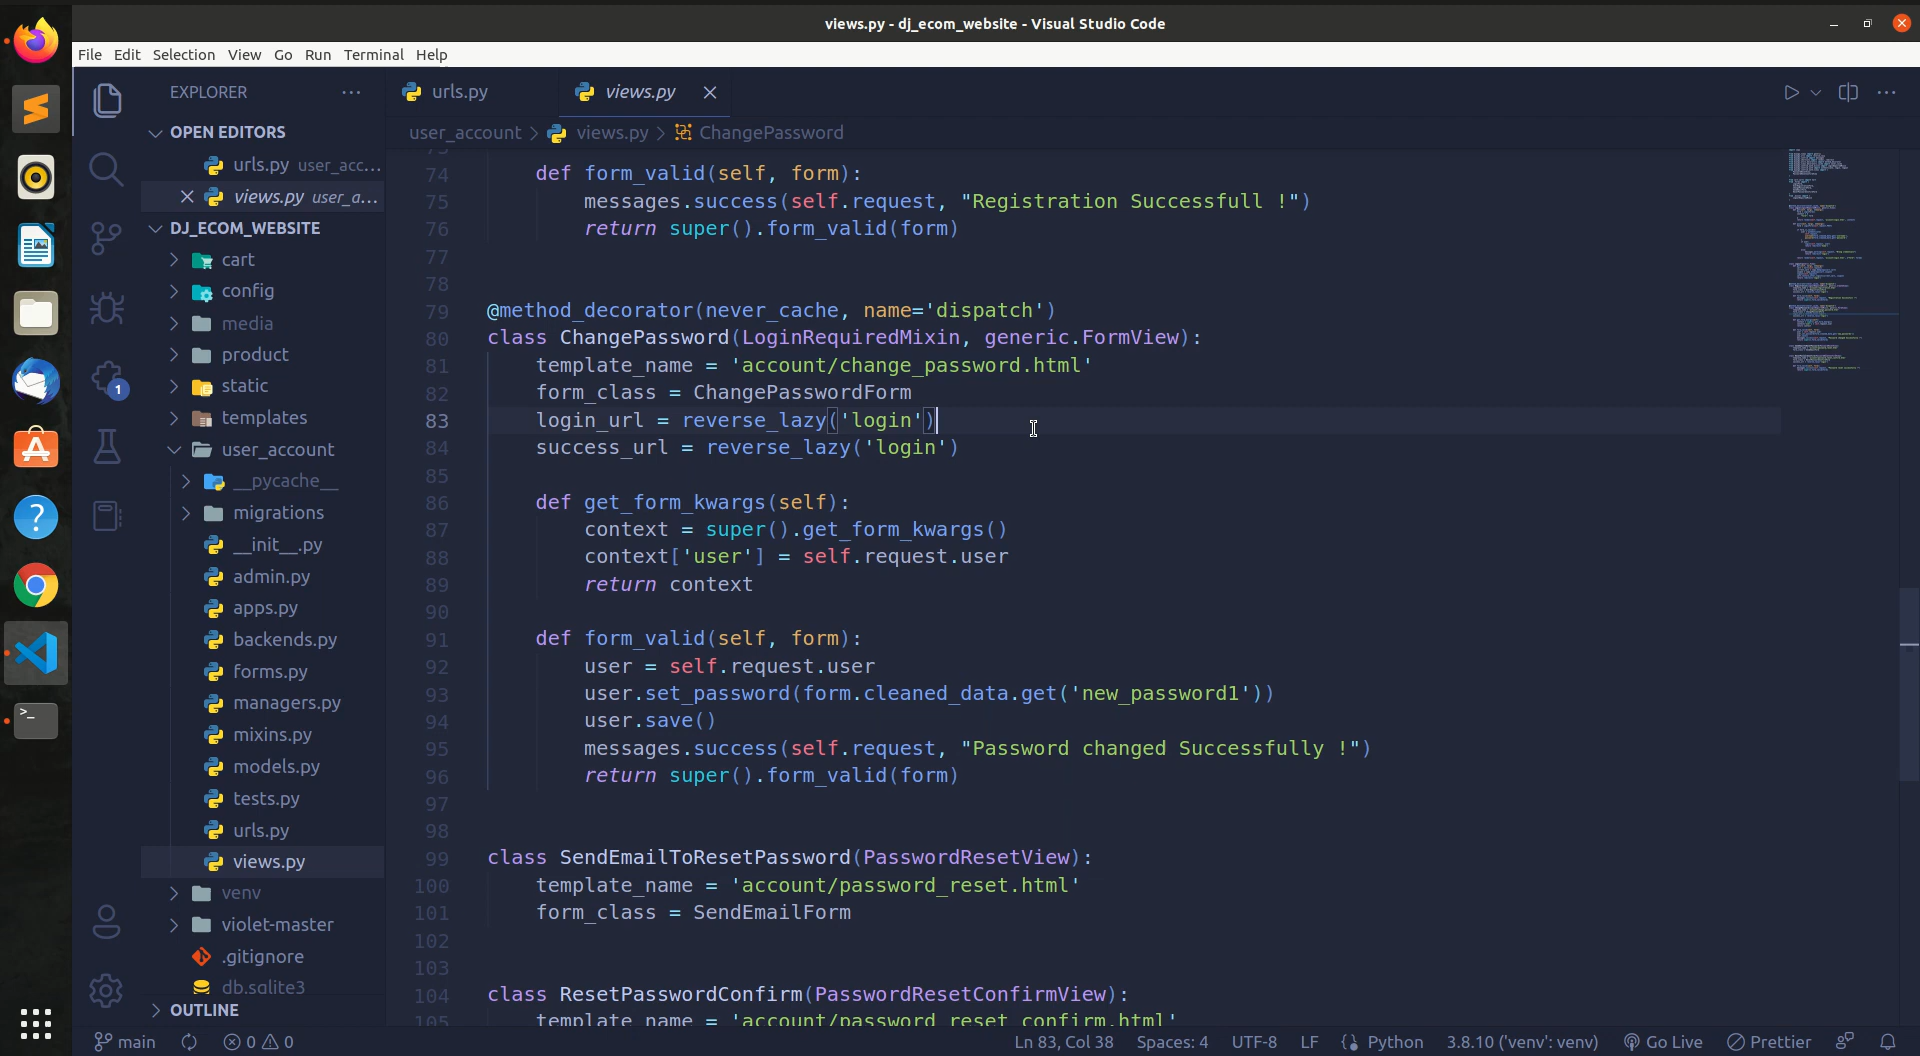 views.py - dj_ecom_website - Visual Studio Code
File Edit Selection View Go Run Terminal Help
EXPLORER
OPEN EDITORS
urls.py user_acc...
views.py user_a...
DJ_ECOM_WEBSITE
cart
config
media
product
static
templates
user_account
__pycache__
migrations
__init__.py
admin.py
apps.py
backends.py
forms.py
managers.py
mixins.py
models.py
tests.py
urls.py
views.py
venv
violet-master
.gitignore
db.sqlite3
OUTLINE
1
urls.py views.py
user_account > views.py > ChangePassword
74 def form_valid(self, form):
75 messages.success(self.request, "Registration Successfull !")
76 return super().form_valid(form)
77
78
79 @method_decorator(never_cache, name='dispatch')
80 class ChangePassword(LoginRequiredMixin, generic.FormView):
81 template_name = 'account/change_password.html'
82 form_class = ChangePasswordForm
83 login_url = reverse_lazy('login')
84 success_url = reverse_lazy('login')
85
86 def get_form_kwargs(self):
87 context = super().get_form_kwargs()
88 context['user'] = self.request.user
89 return context
90
91 def form_valid(self, form):
92 user = self.request.user
93 user.set_password(form.cleaned_data.get('new_password1'))
94 user.save()
95 messages.success(self.request, "Password changed Successfully !")
96 return super().form_valid(form)
97
98
99 class SendEmailToResetPassword(PasswordResetView):
100 template_name = 'account/password_reset.html'
101 form_class = SendEmailForm
102
103
104 class ResetPasswordConfirm(PasswordResetConfirmView):
105 template_name = 'account/password_reset_confirm.html'
main 0 0 Ln 83, Col 38 Spaces: 4 UTF-8 LF Python 3.8.10 ('venv': venv) Go Live Prettier